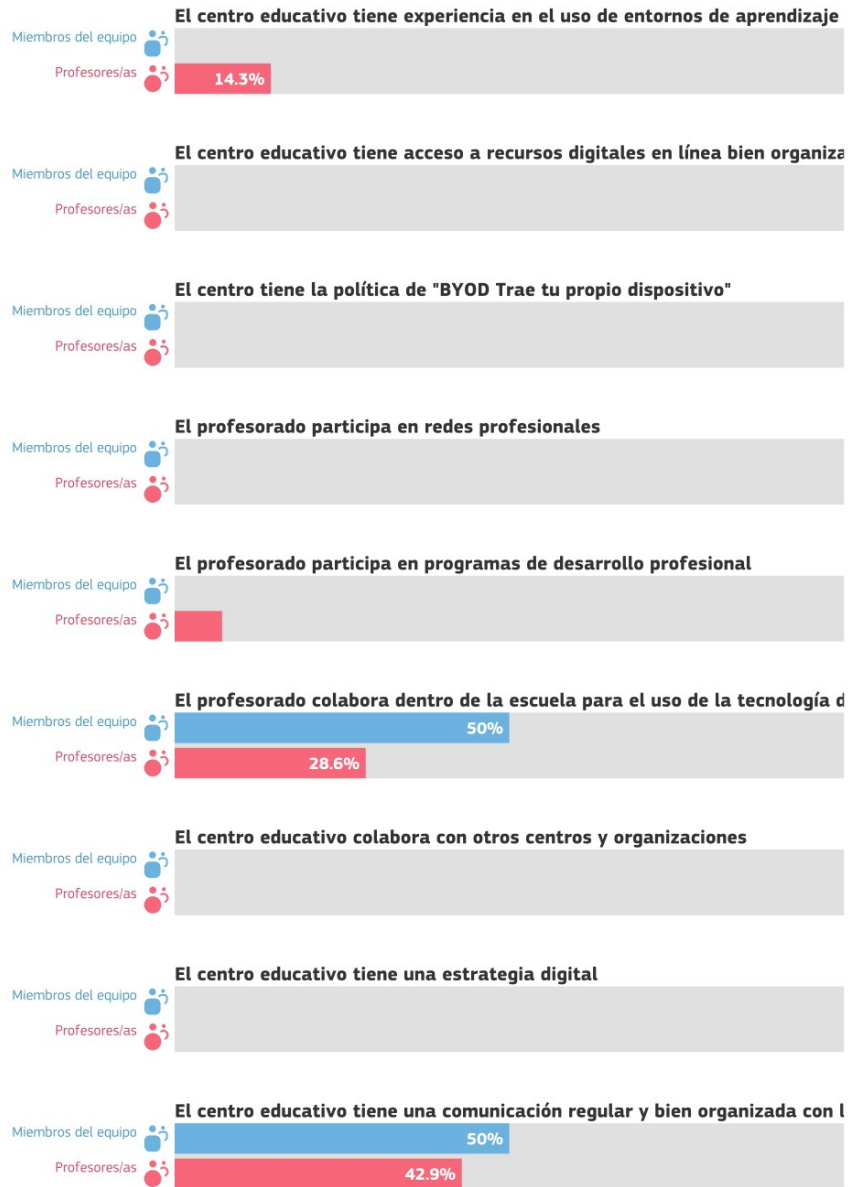 El centro educativo tiene experiencia en el uso de entornos de aprendizaje
Miembros del equipo
Profesores/as
14.3%
El centro educativo tiene acceso a recursos digitales en línea bien organiza
Miembros del equipo
Profesores/as
El centro tiene la política de "BYOD Trae tu propio dispositivo"
Miembros del equipo
Profesores/as
El profesorado participa en redes profesionales
Miembros del equipo
Profesores/as
El profesorado participa en programas de desarrollo profesional
Miembros del equipo
Profesores/as
El profesorado colabora dentro de la escuela para el uso de la tecnología d
Miembros del equipo
50%
Profesores/as
28.6%
El centro educativo colabora con otros centros y organizaciones
Miembros del equipo
Profesores/as
El centro educativo tiene una estrategia digital
Miembros del equipo
Profesores/as
El centro educativo tiene una comunicación regular y bien organizada con l
Miembros del equipo
50%
Profesores/as
42.9%